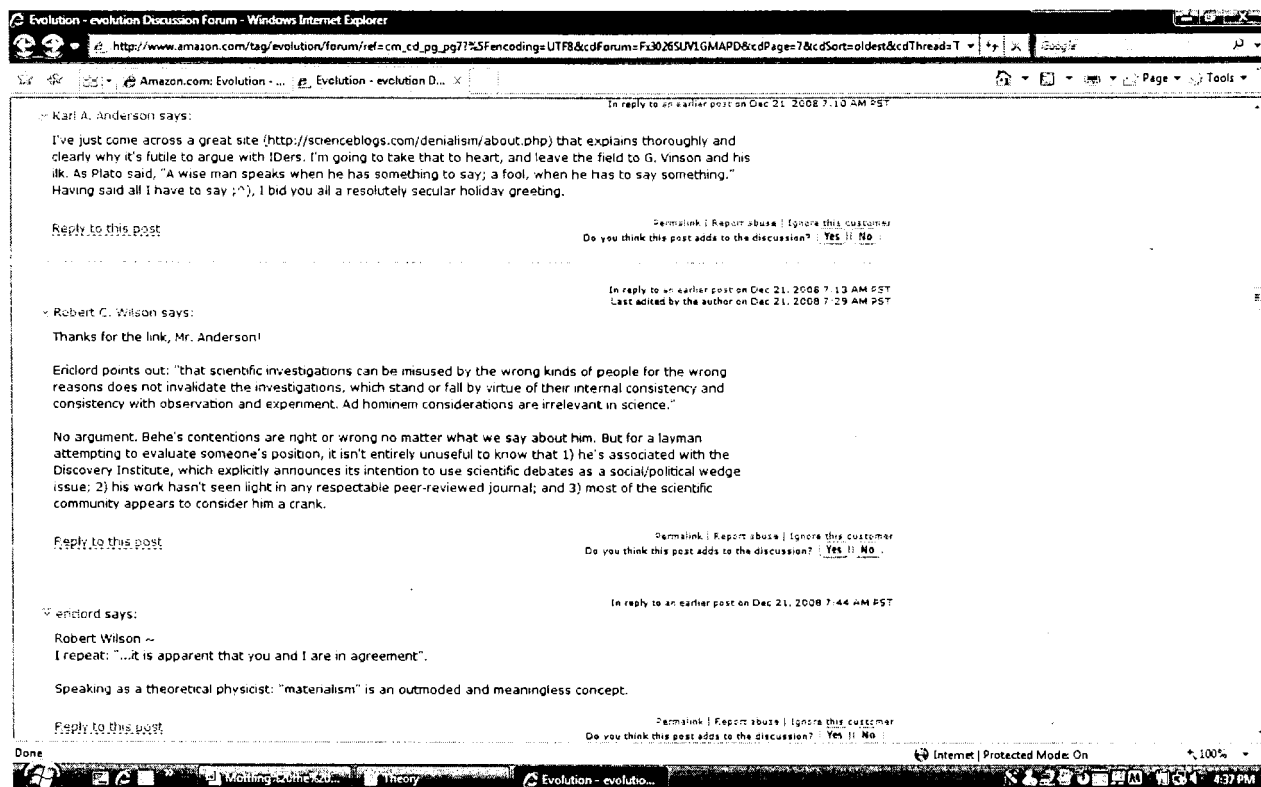 Evolution - evolution Discussion Forum - Windows Internet Explorer
http://www.amazon.com/tag/evolution/forum/ref=cm_cd_pg_pg7?%5Fencoding=UTF8&cdForum=Fx3026SUV1GMAPD&cdPage=7&cdSort=oldest&cdThread=T
Google
Amazon.com: Evolution - ... Evolution - evolution D... Page Tools
In reply to an earlier post on Dec 21, 2008 7:10 AM PST
Karl A. Anderson says:
I've just come across a great site (http://scienceblogs.com/denialism/about.php) that explains thoroughly and
clearly why it's futile to argue with IDers. I'm going to take that to heart, and leave the field to G. Vinson and his
ilk. As Plato said, "A wise man speaks when he has something to say; a fool, when he has to say something."
Having said all I have to say ;^), I bid you all a resolutely secular holiday greeting.
Permalink | Report abuse | Ignore this customer
Reply to this post
Do you think this post adds to the discussion? Yes No
In reply to an earlier post on Dec 21, 2008 7:13 AM PST
Last edited by the author on Dec 21, 2008 7:29 AM PST
Robert C. Wilson says:
Thanks for the link, Mr. Anderson!
Ericlord points out: "that scientific investigations can be misused by the wrong kinds of people for the wrong
reasons does not invalidate the investigations, which stand or fall by virtue of their internal consistency and
consistency with observation and experiment. Ad hominem considerations are irrelevant in science."
No argument. Behe's contentions are right or wrong no matter what we say about him. But for a layman
attempting to evaluate someone's position, it isn't entirely unuseful to know that 1) he's associated with the
Discovery Institute, which explicitly announces its intention to use scientific debates as a social/political wedge
issue; 2) his work hasn't seen light in any respectable peer-reviewed journal; and 3) most of the scientific
community appears to consider him a crank.
Permalink | Report abuse | Ignore this customer
Reply to this post
Do you think this post adds to the discussion? Yes No
In reply to an earlier post on Dec 21, 2008 7:44 AM PST
ericlord says:
Robert Wilson ~
I repeat: "...it is apparent that you and I are in agreement".
Speaking as a theoretical physicist: "materialism" is an outmoded and meaningless concept.
Permalink | Report abuse | Ignore this customer
Reply to this post
Do you think this post adds to the discussion? Yes No
Done
Internet | Protected Mode: On 100%
Theory Evolution - evolutio... 4:37 PM